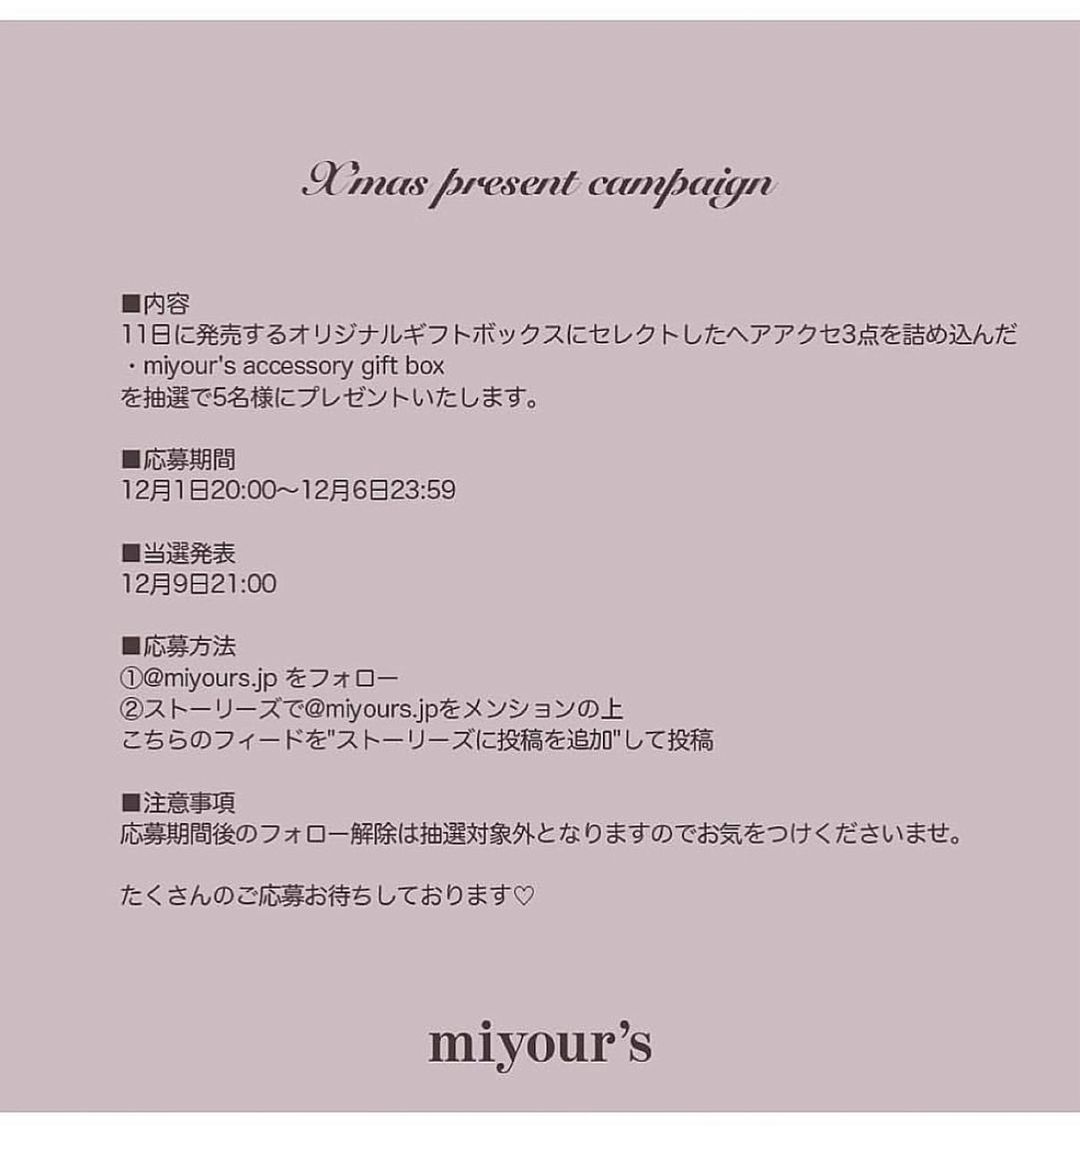 X'mas present campaign
■内容
11日に発売するオリジナルギフトボックスにセレクトしたヘアアクセ3点を詰め込んだ
・miyour's accessory gift box
を抽選で5名様にプレゼントいたします。
■応募期間
12月1日20:00〜12月6日23:59
■当選発表
12月9日21:00
■応募方法
①@miyours.jp をフォロー
②ストーリーズで@miyours.jpをメンションの上
こちらのフィードを"ストーリーズに投稿を追加"して投稿
■注意事項
応募期間後のフォロー解除は抽選対象外となりますのでお気をつけくださいませ。
たくさんのご応募お待ちしております♡
miyour's